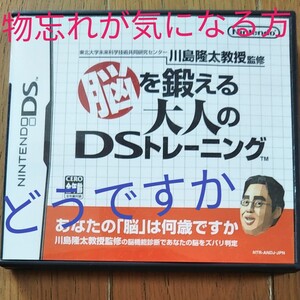 物忘れが気になる方
東北大学未来科学技術共同研究センター
川島隆太教授監修
Nintendo
NINTENDO DS
脳を鍛える
大人の
DSトレーニング™
CERO
どうですか
あなたの「脳」は何歳ですか
川島隆太教授監修の脳機能診断であなたの脳をズバリ判定
NTR-ANDJ-JPN